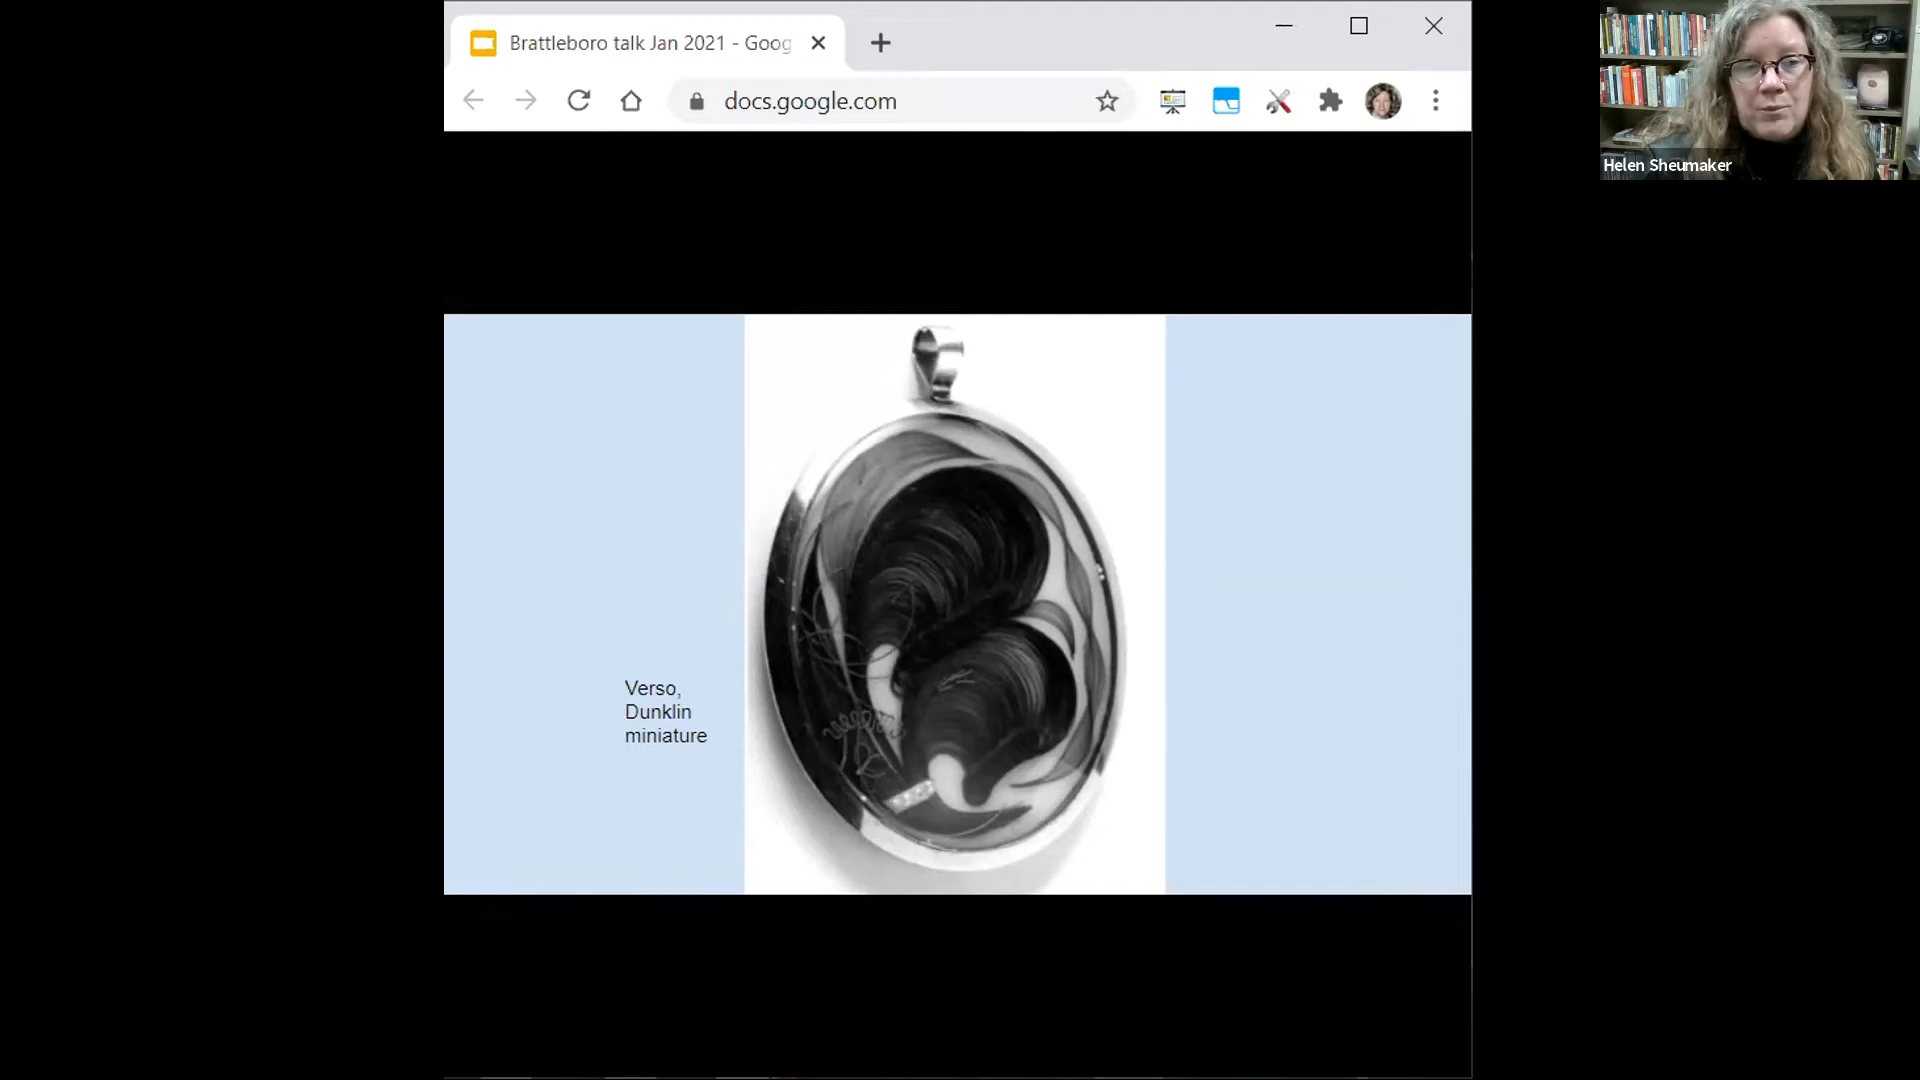 Brattleboro talk Jan 2021 - Goog
docs.google.com
Helen Sheumaker
Verso,
Dunklin
miniature